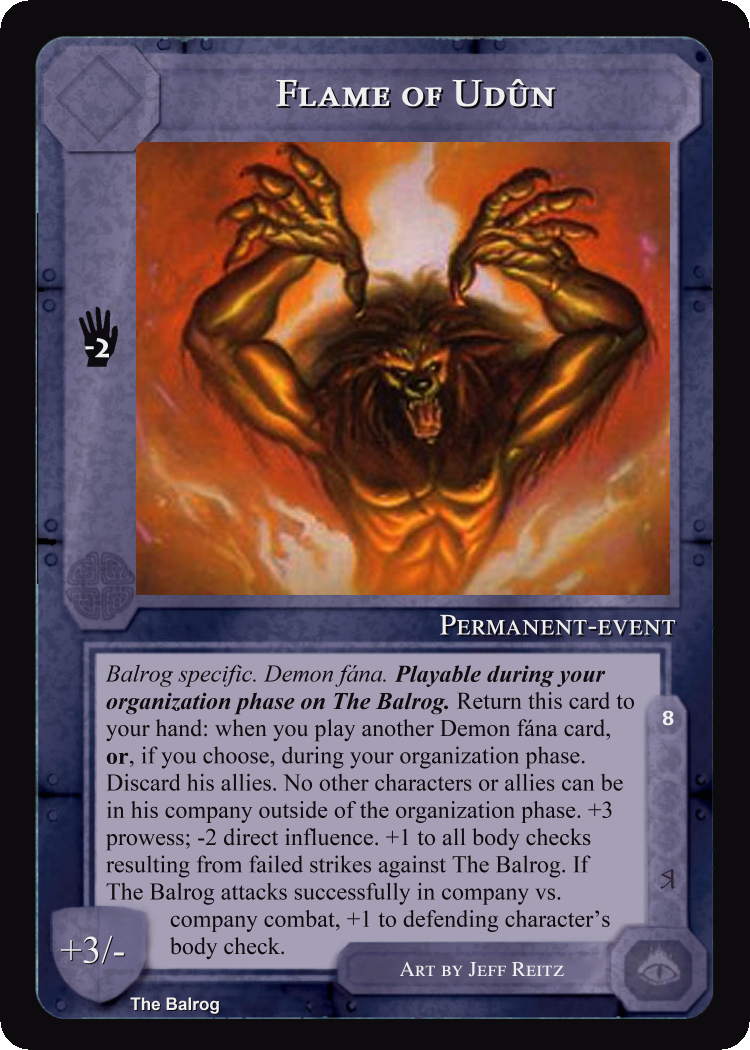 Flame of Udûn
-2
Permanent-event
Balrog specific. Demon fána. Playable during your
organization phase on The Balrog. Return this card to
your hand: when you play another Demon fána card,
or, if you choose, during your organization phase.
Discard his allies. No other characters or allies can be
in his company outside of the organization phase. +3
prowess; -2 direct influence. +1 to all body checks
resulting from failed strikes against The Balrog. If
The Balrog attacks successfully in company vs.
company combat, +1 to defending character’s
body check.
8
+3/-
Art by Jeff Reitz
The Balrog